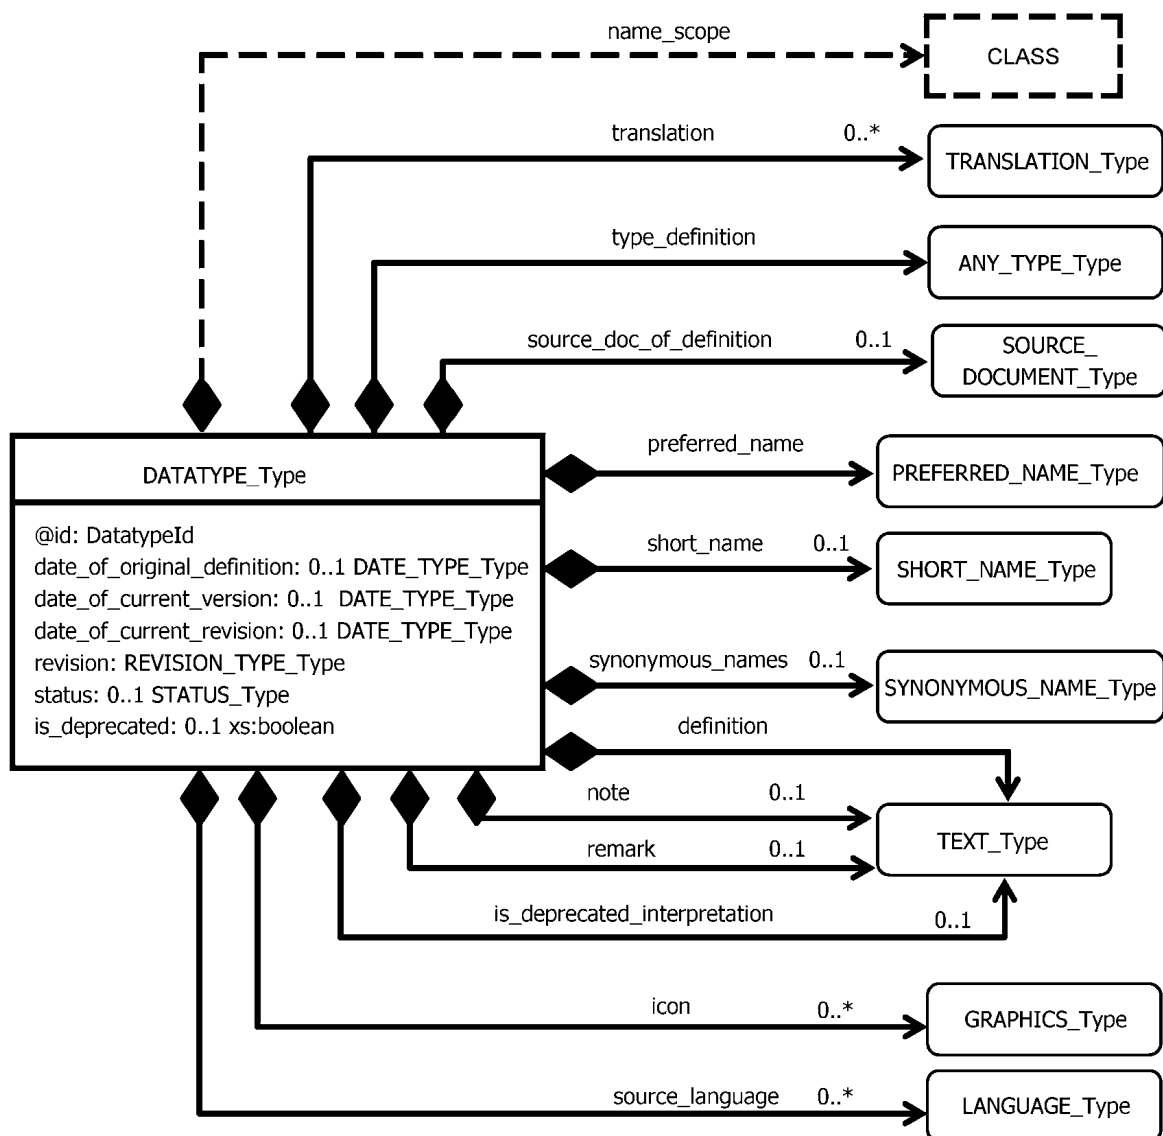 name_scope
CLASS
translation 0..*
TRANSLATION_Type
type_definition
ANY_TYPE_Type
source_doc_of_definition 0..1
SOURCE_
DOCUMENT_Type
preferred_name
PREFERRED_NAME_Type
DATATYPE_Type
@id: DatatypeId
date_of_original_definition: 0..1 DATE_TYPE_Type
date_of_current_version: 0..1 DATE_TYPE_Type
date_of_current_revision: 0..1 DATE_TYPE_Type
revision: REVISION_TYPE_Type
status: 0..1 STATUS_Type
is_deprecated: 0..1 xs:boolean
short_name 0..1
SHORT_NAME_Type
synonymous_names 0..1
SYNONYMOUS_NAME_Type
definition
note 0..1
TEXT_Type
remark 0..1
is_deprecated_interpretation 0..1
icon 0..*
GRAPHICS_Type
source_language 0..*
LANGUAGE_Type